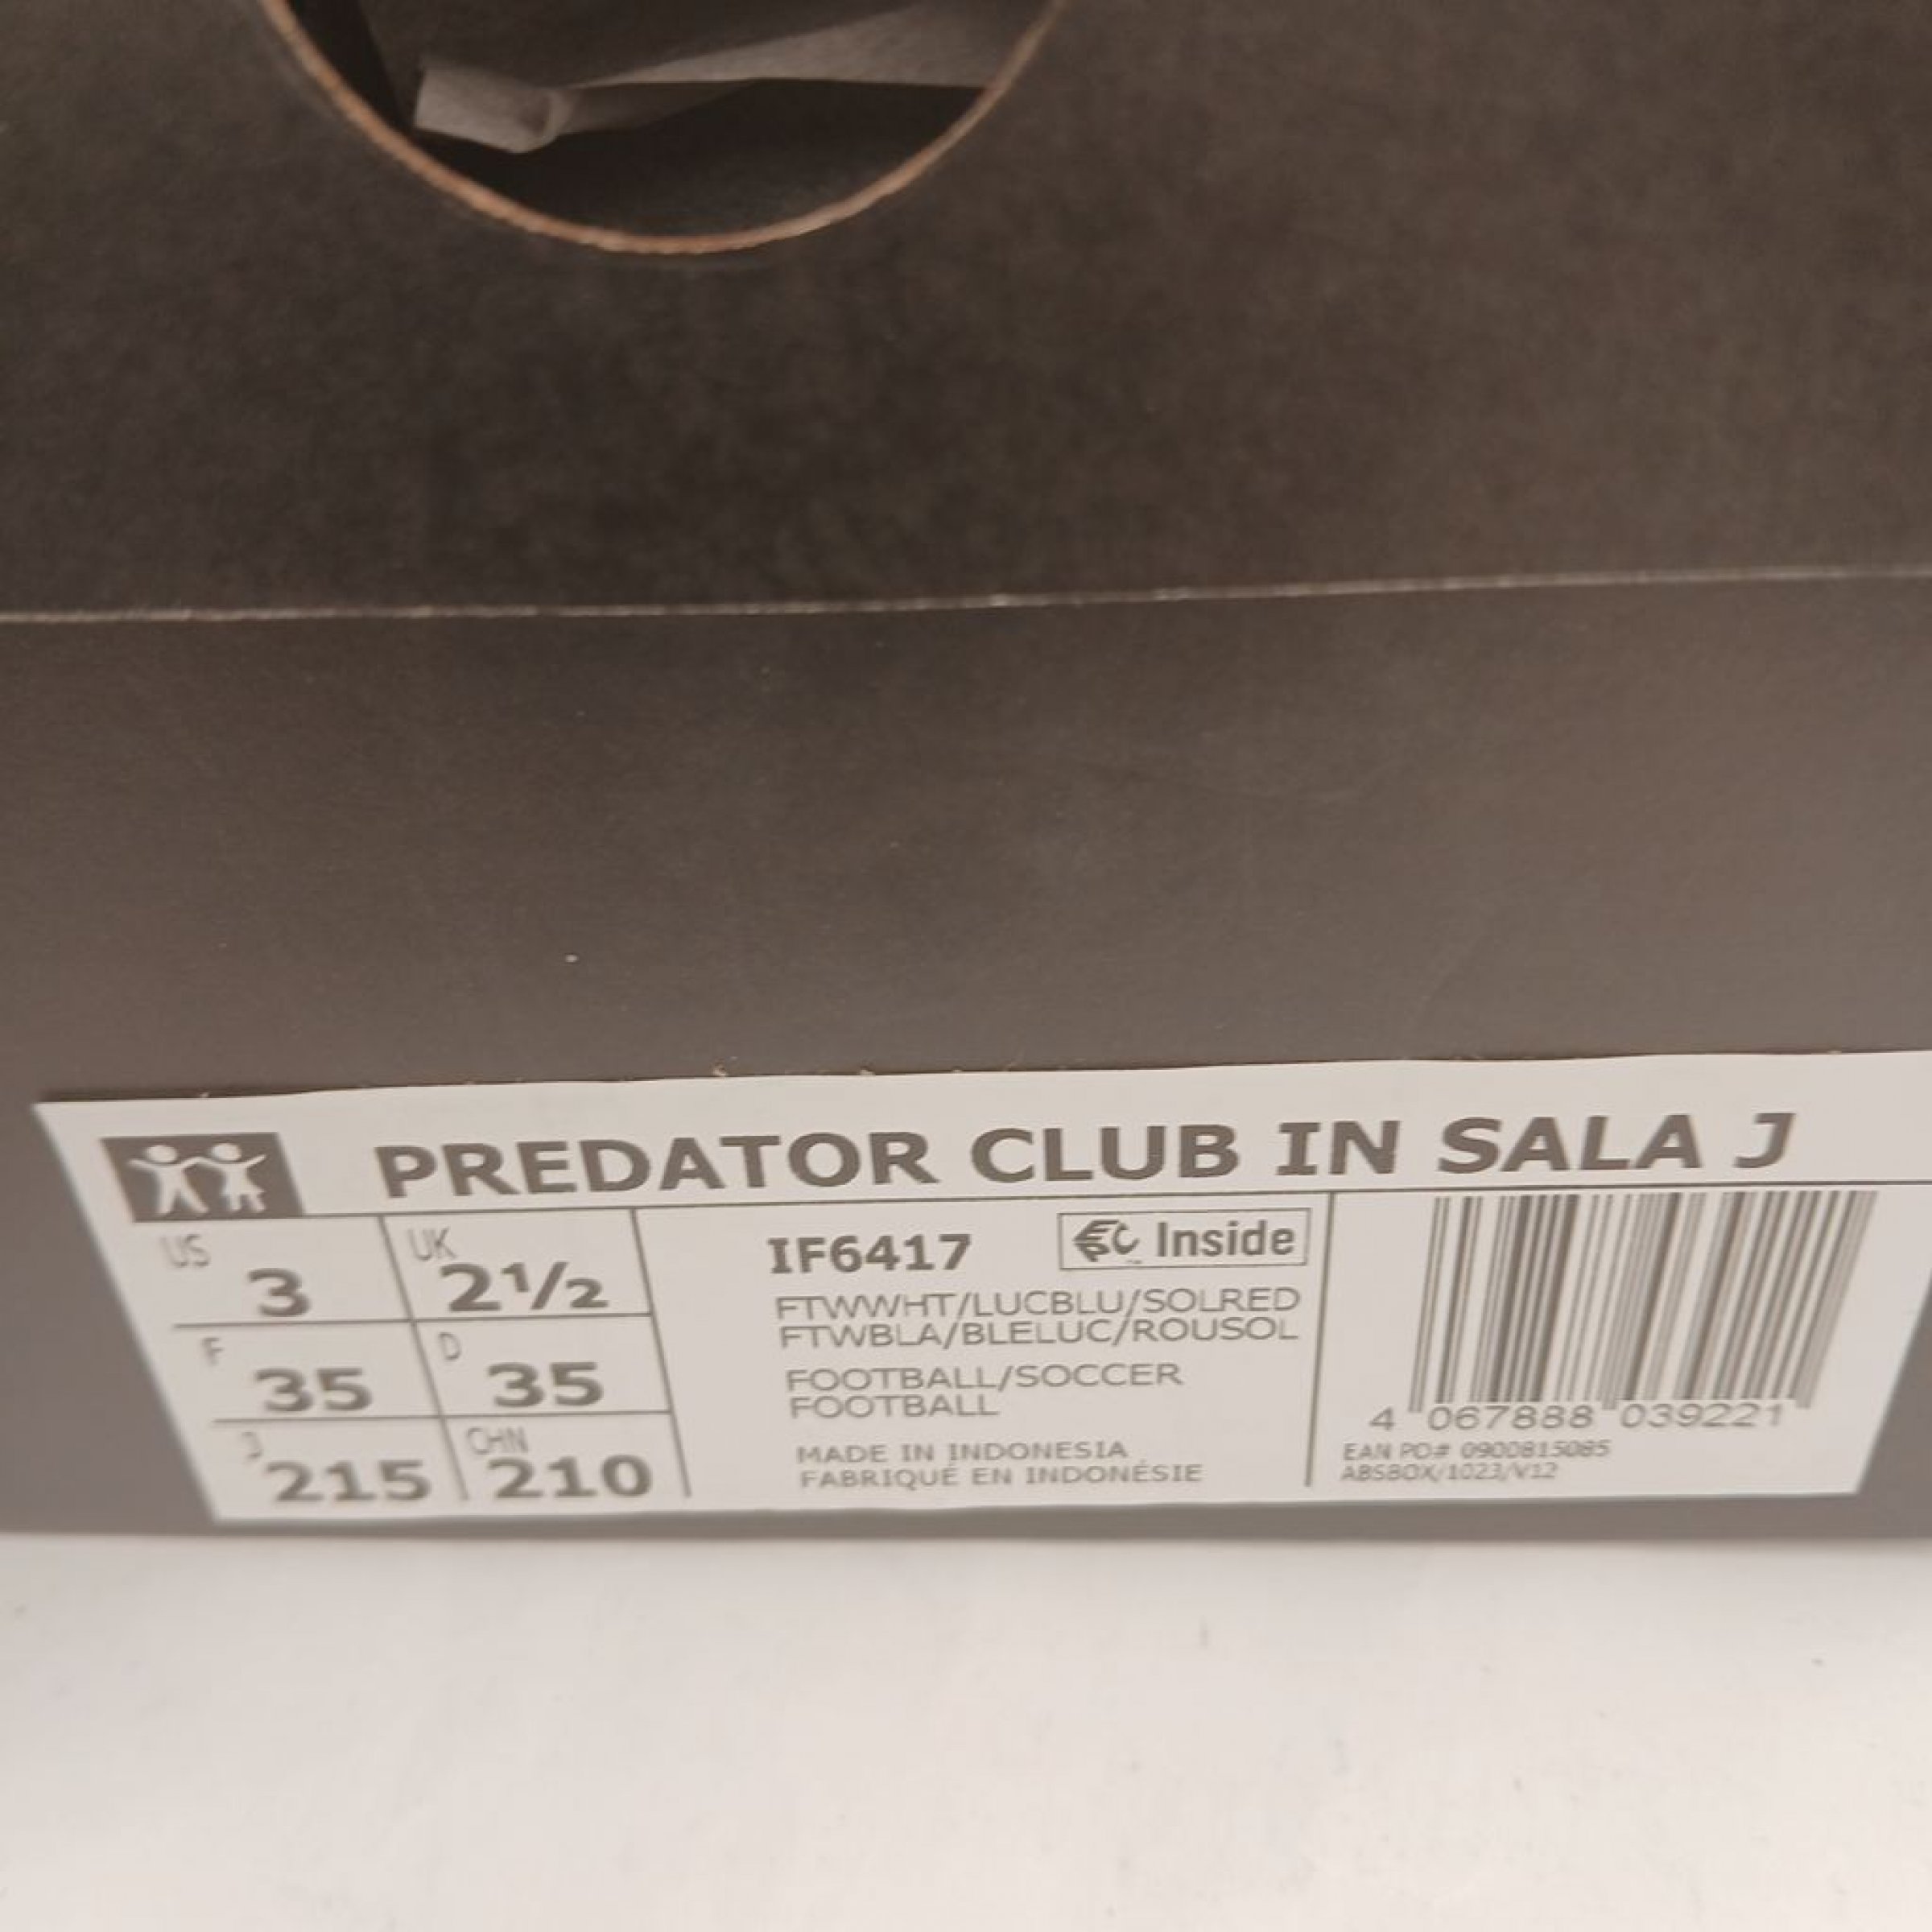 PREDATOR CLUB IN SALA J
US 3 UK 2½
F 35 D 35
J 215 CHN 210
IF6417 Inside
FTWWHT/LUCBLU/SOLRED
FTWBLA/BLELUC/ROUSOL
FOOTBALL/SOCCER
FOOTBALL
MADE IN INDONESIA
FABRIQUÉ EN INDONÉSIE
4 067888 039221
EAN PO# 0900815085
ABSBOX/1023/V12